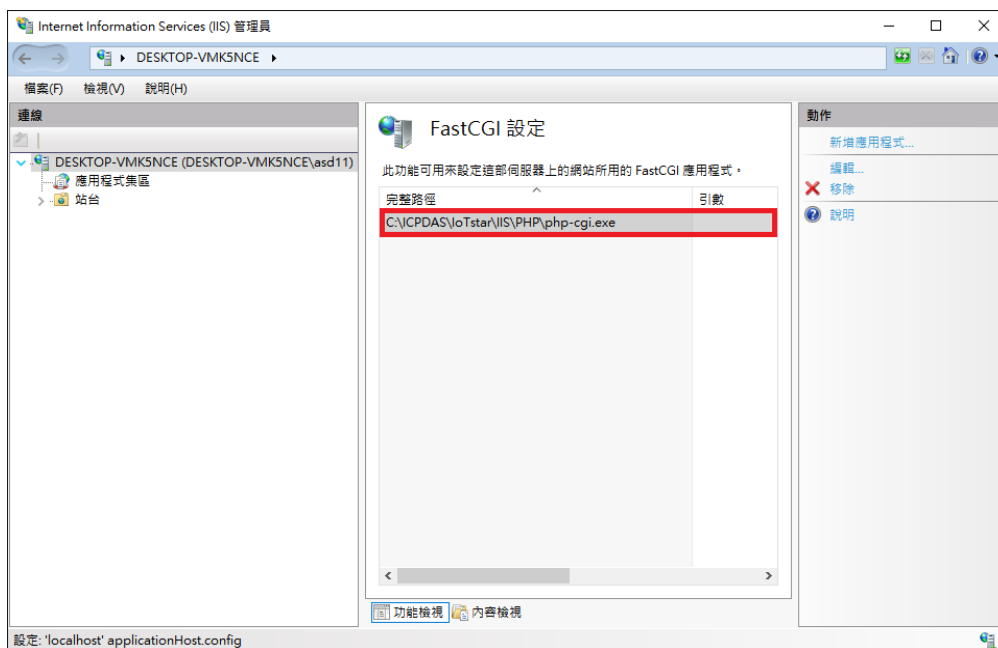 Internet Information Services (IIS) 管理員
DESKTOP-VMK5NCE
檔案(F) 檢視(V) 說明(H)
連線
DESKTOP-VMK5NCE (DESKTOP-VMK5NCE\asd11)
應用程式集區
站台
FastCGI 設定
此功能可用來設定這部伺服器上的網站所用的 FastCGI 應用程式。
完整路徑 引數
C:\ICPDAS\IoTstar\IIS\PHP\php-cgi.exe
功能檢視 內容檢視
動作
新增應用程式...
編輯...
移除
說明
設定: 'localhost' applicationHost.config